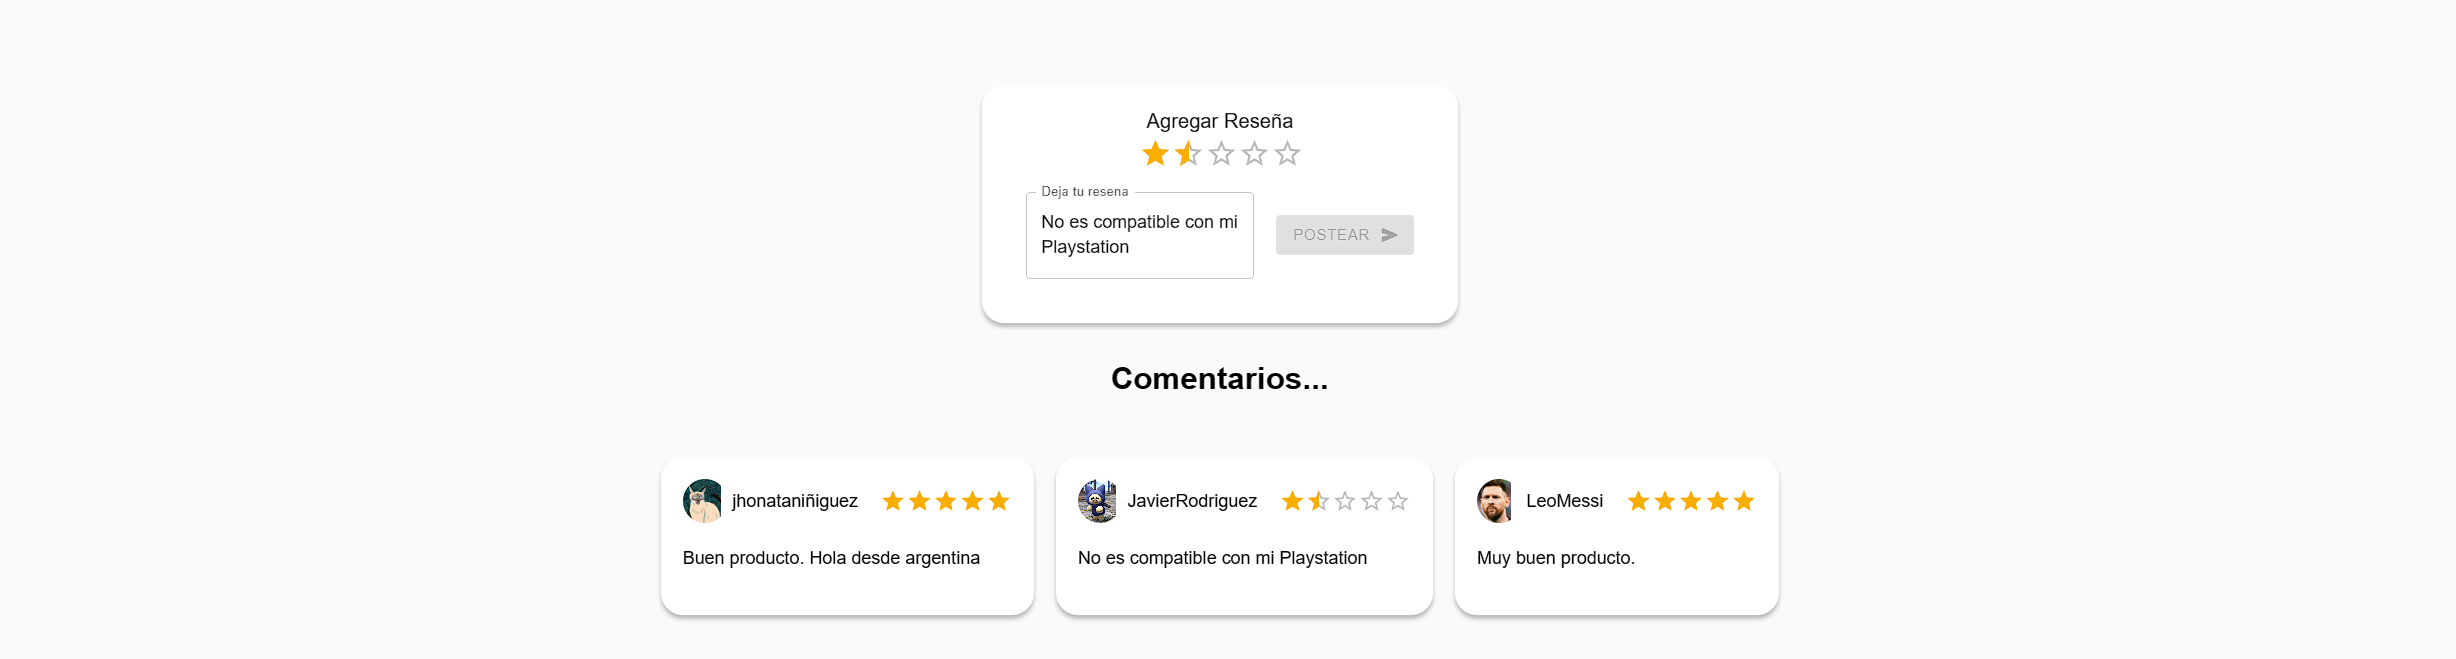 Agregar Reseña
Deja tu resena
No es compatible con mi
Playstation
POSTEAR
Comentarios...
jhonataniñiguez
Buen producto. Hola desde argentina
JavierRodriguez
No es compatible con mi Playstation
LeoMessi
Muy buen producto.